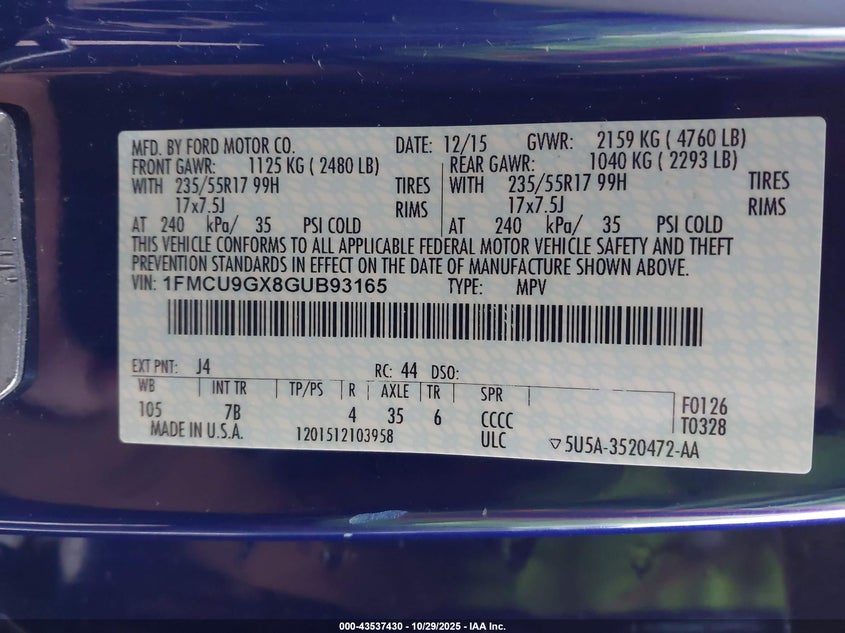 MFD. BY FORD MOTOR CO. DATE: 12/15 GVWR: 2159 KG ( 4760 LB)
FRONT GAWR: 1125 KG ( 2480 LB) REAR GAWR: 1040 KG ( 2293 LB)
WITH 235/55R17 99H TIRES WITH 235/55R17 99H TIRES
17x7.5J RIMS 17x7.5J RIMS
AT 240 kPa/ 35 PSI COLD AT 240 kPa/ 35 PSI COLD
THIS VEHICLE CONFORMS TO ALL APPLICABLE FEDERAL MOTOR VEHICLE SAFETY AND THEFT
PREVENTION STANDARDS IN EFFECT ON THE DATE OF MANUFACTURE SHOWN ABOVE.
VIN: 1FMCU9GX8GUB93165 TYPE: MPV
EXT PNT: J4 RC: 44 DSO:
WB INT TR TP/PS R AXLE TR SPR
105 7B 4 35 6 CCCC F0126
MADE IN U.S.A. 1201512103958 ULC T0328
▽5U5A-3520472-AA
000-43537430 - 10/29/2025 - IAA Inc.